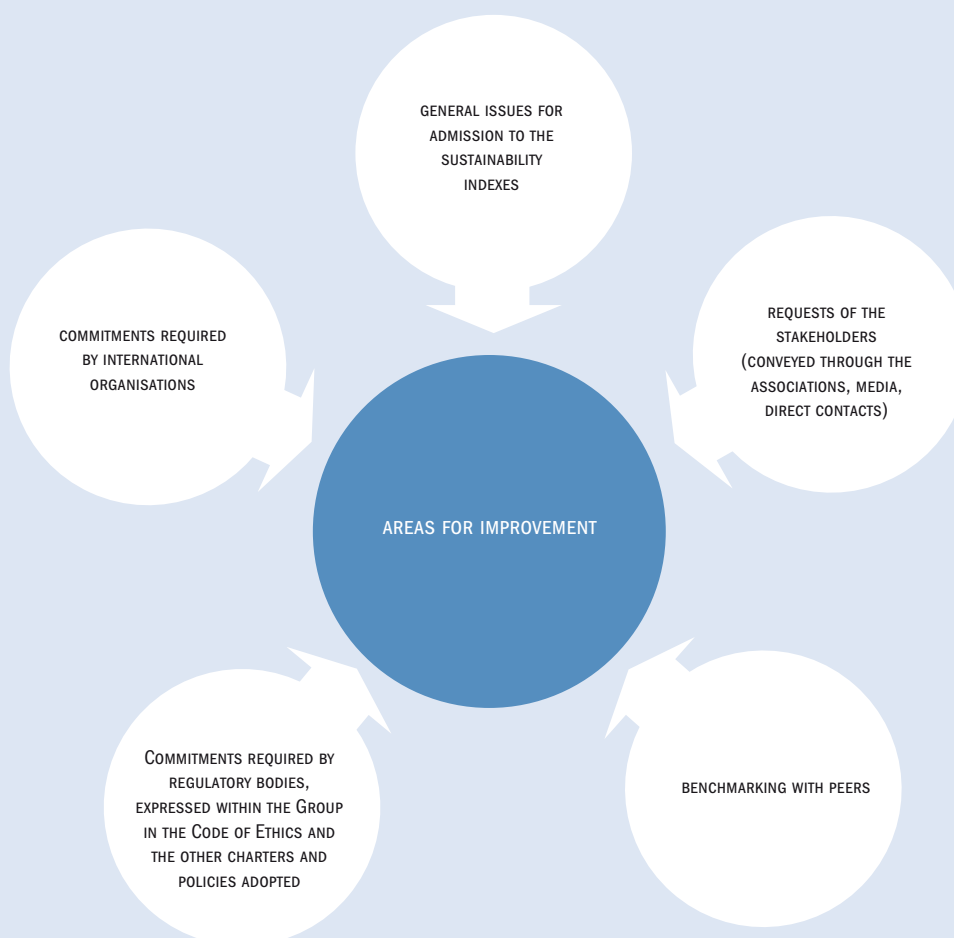 GENERAL ISSUES FOR
ADMISSION TO THE
SUSTAINABILITY
INDEXES
COMMITMENTS REQUIRED
BY INTERNATIONAL
ORGANISATIONS
REQUESTS OF THE
STAKEHOLDERS
(CONVEYED THROUGH THE
ASSOCIATIONS, MEDIA,
DIRECT CONTACTS)
AREAS FOR IMPROVEMENT
COMMITMENTS REQUIRED BY
REGULATORY BODIES,
EXPRESSED WITHIN THE GROUP
IN THE CODE OF ETHICS AND
THE OTHER CHARTERS AND
POLICIES ADOPTED
BENCHMARKING WITH PEERS